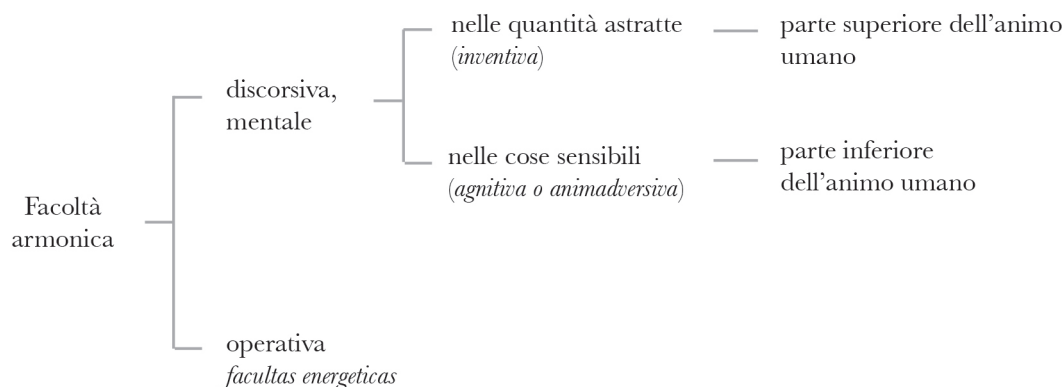 nelle quantità astratte
(inventiva)
parte superiore dell’animo
umano
discorsiva,
mentale
nelle cose sensibili
(agnitiva o animadversiva)
parte inferiore
dell’animo umano
Facoltà
armonica
operativa
facultas energeticas